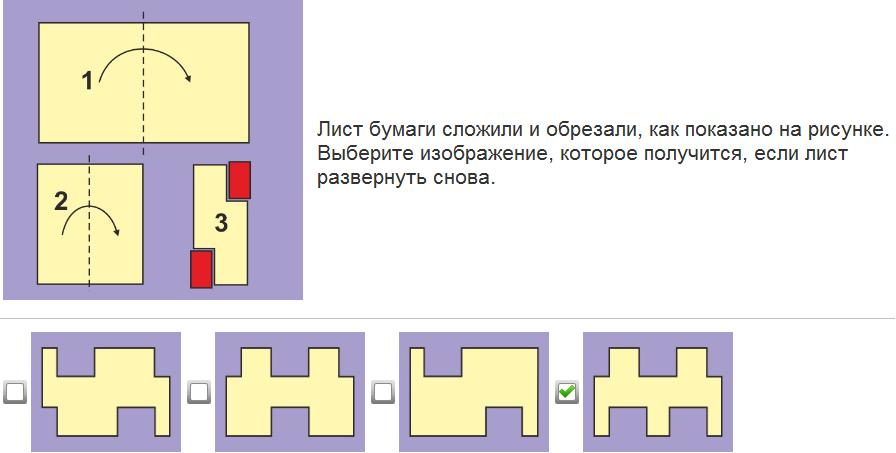 1
2
3
Лист бумаги сложили и обрезали, как показано на рисунке.
Выберите изображение, которое получится, если лист
развернуть снова.